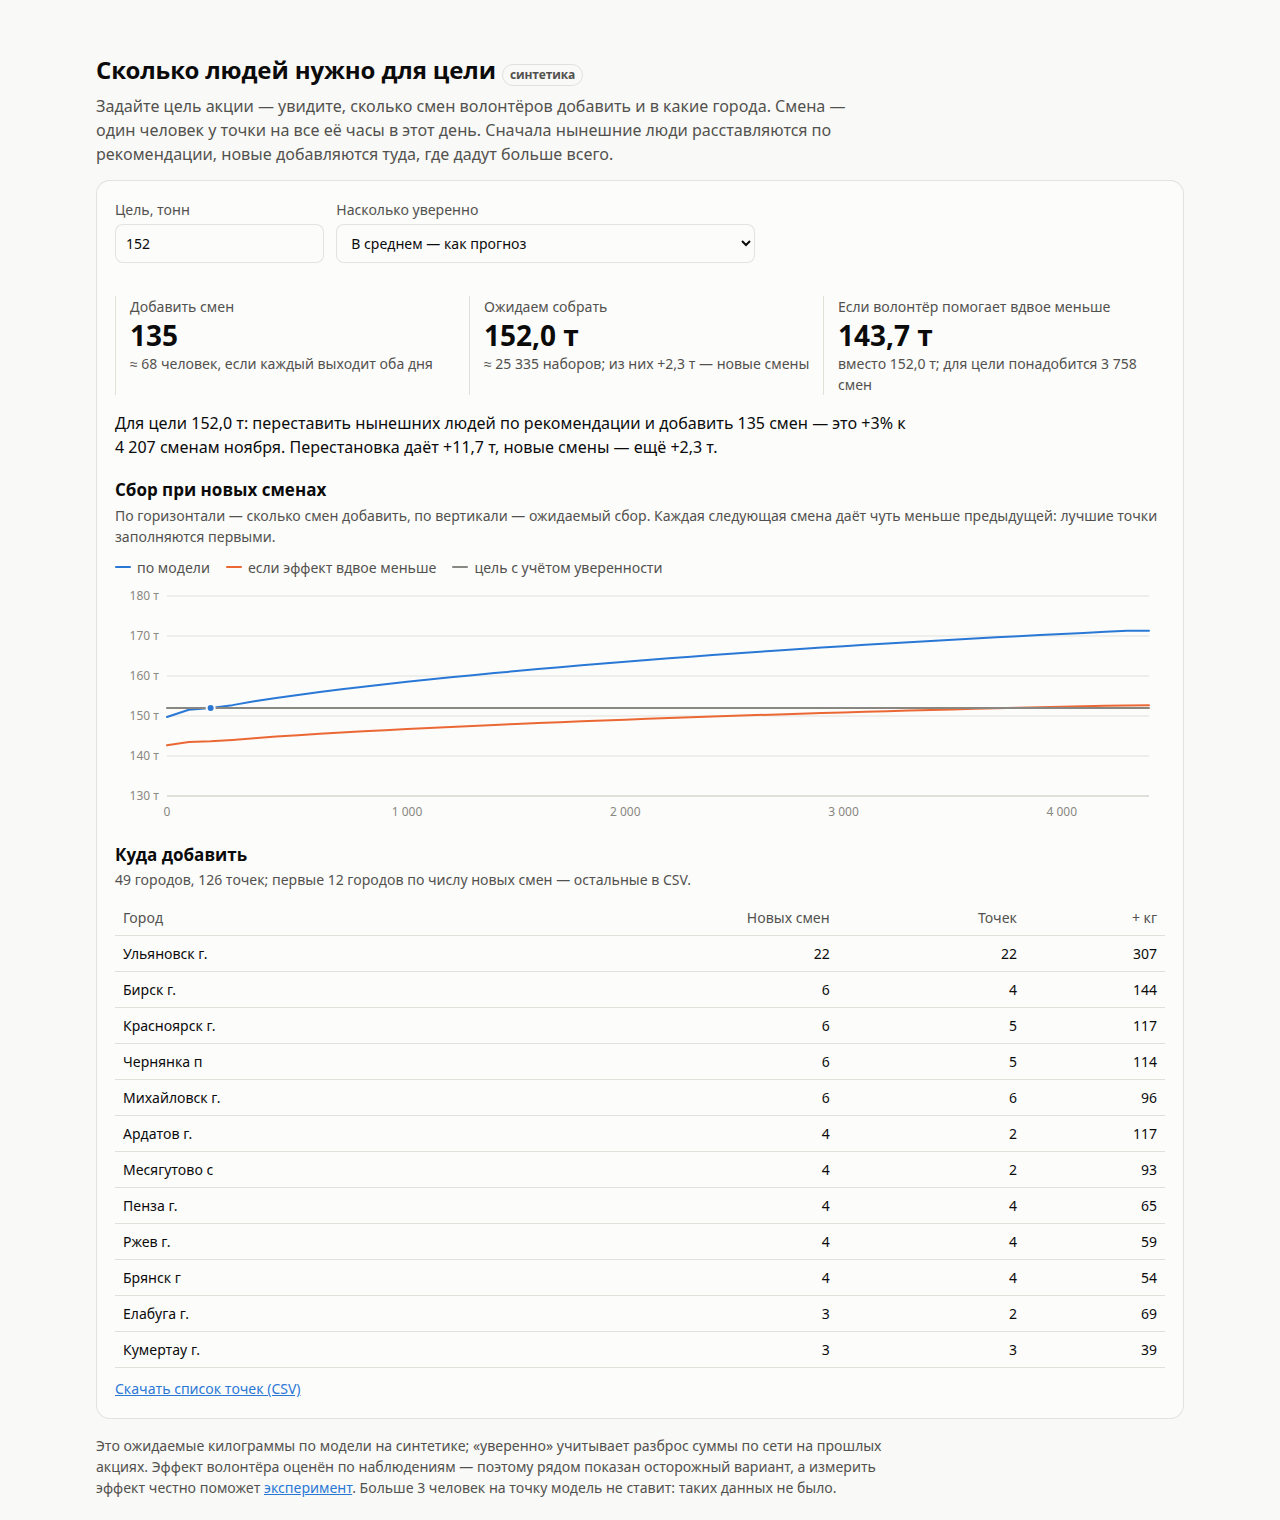 Сколько людей нужно для цели синтетика
Задайте цель акции — увидите, сколько смен волонтёров добавить и в какие города. Смена —
один человек у точки на все её часы в этот день. Сначала нынешние люди расставляются по
рекомендации, новые добавляются туда, где дадут больше всего.
Цель, тонн Насколько уверенно
152 В среднем — как прогноз
Добавить смен Ожидаем собрать Если волонтёр помогает вдвое меньше
135 152,0 т 143,7 т
≈ 68 человек, если каждый выходит оба дня ≈ 25 335 наборов; из них +2,3 т — новые смены вместо 152,0 т; для цели понадобится 3 758
смен
Для цели 152,0 т: переставить нынешних людей по рекомендации и добавить 135 смен — это +3% к
4 207 сменам ноября. Перестановка даёт +11,7 т, новые смены — ещё +2,3 т.
Сбор при новых сменах
По горизонтали — сколько смен добавить, по вертикали — ожидаемый сбор. Каждая следующая смена даёт чуть меньше предыдущей: лучшие точки
заполняются первыми.
по модели если эффект вдвое меньше цель с учётом уверенности
180 т
170 т
160 т
150 т
140 т
130 т
0 1 000 2 000 3 000 4 000
Куда добавить
49 городов, 126 точек; первые 12 городов по числу новых смен — остальные в CSV.
Город Новых смен Точек + кг
Ульяновск г. 22 22 307
Бирск г. 6 4 144
Красноярск г. 6 5 117
Чернянка п 6 5 114
Михайловск г. 6 6 96
Ардатов г. 4 2 117
Месягутово с 4 2 93
Пенза г. 4 4 65
Ржев г. 4 4 59
Брянск г 4 4 54
Елабуга г. 3 2 69
Кумертау г. 3 3 39
Скачать список точек (CSV)
Это ожидаемые килограммы по модели на синтетике; «уверенно» учитывает разброс суммы по сети на прошлых
акциях. Эффект волонтёра оценён по наблюдениям — поэтому рядом показан осторожный вариант, а измерить
эффект честно поможет эксперимент. Больше 3 человек на точку модель не ставит: таких данных не было.